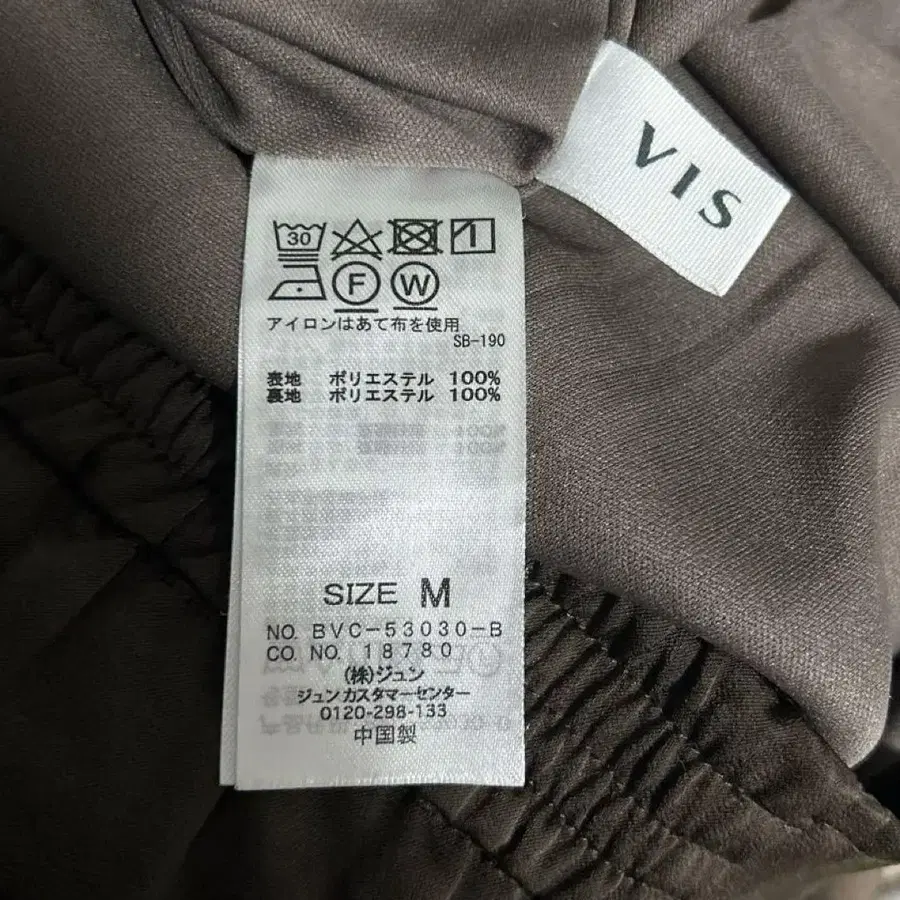 VIS
30
F W
アイロンはあて布を使用
SB-190
表地 ポリエステル 100%
裏地 ポリエステル 100%
SIZE M
NO. BVC-53030-B
CO. NO. 18780
(株)ジュン
ジュンカスタマーセンター
0120-298-133
中国製